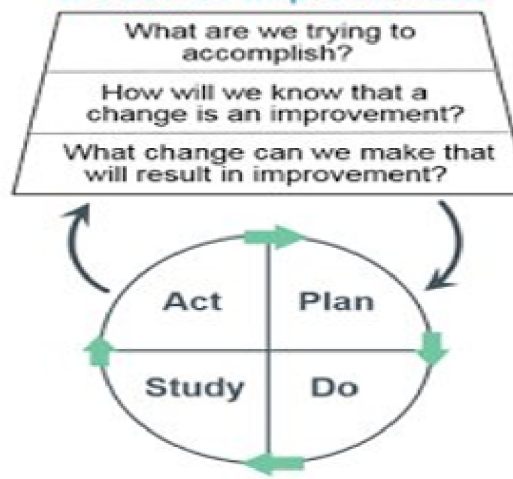 What are we trying to
accomplish?
How will we know that a
change is an improvement?
What change can we make that
will result in improvement?
Act
Plan
Study
Do